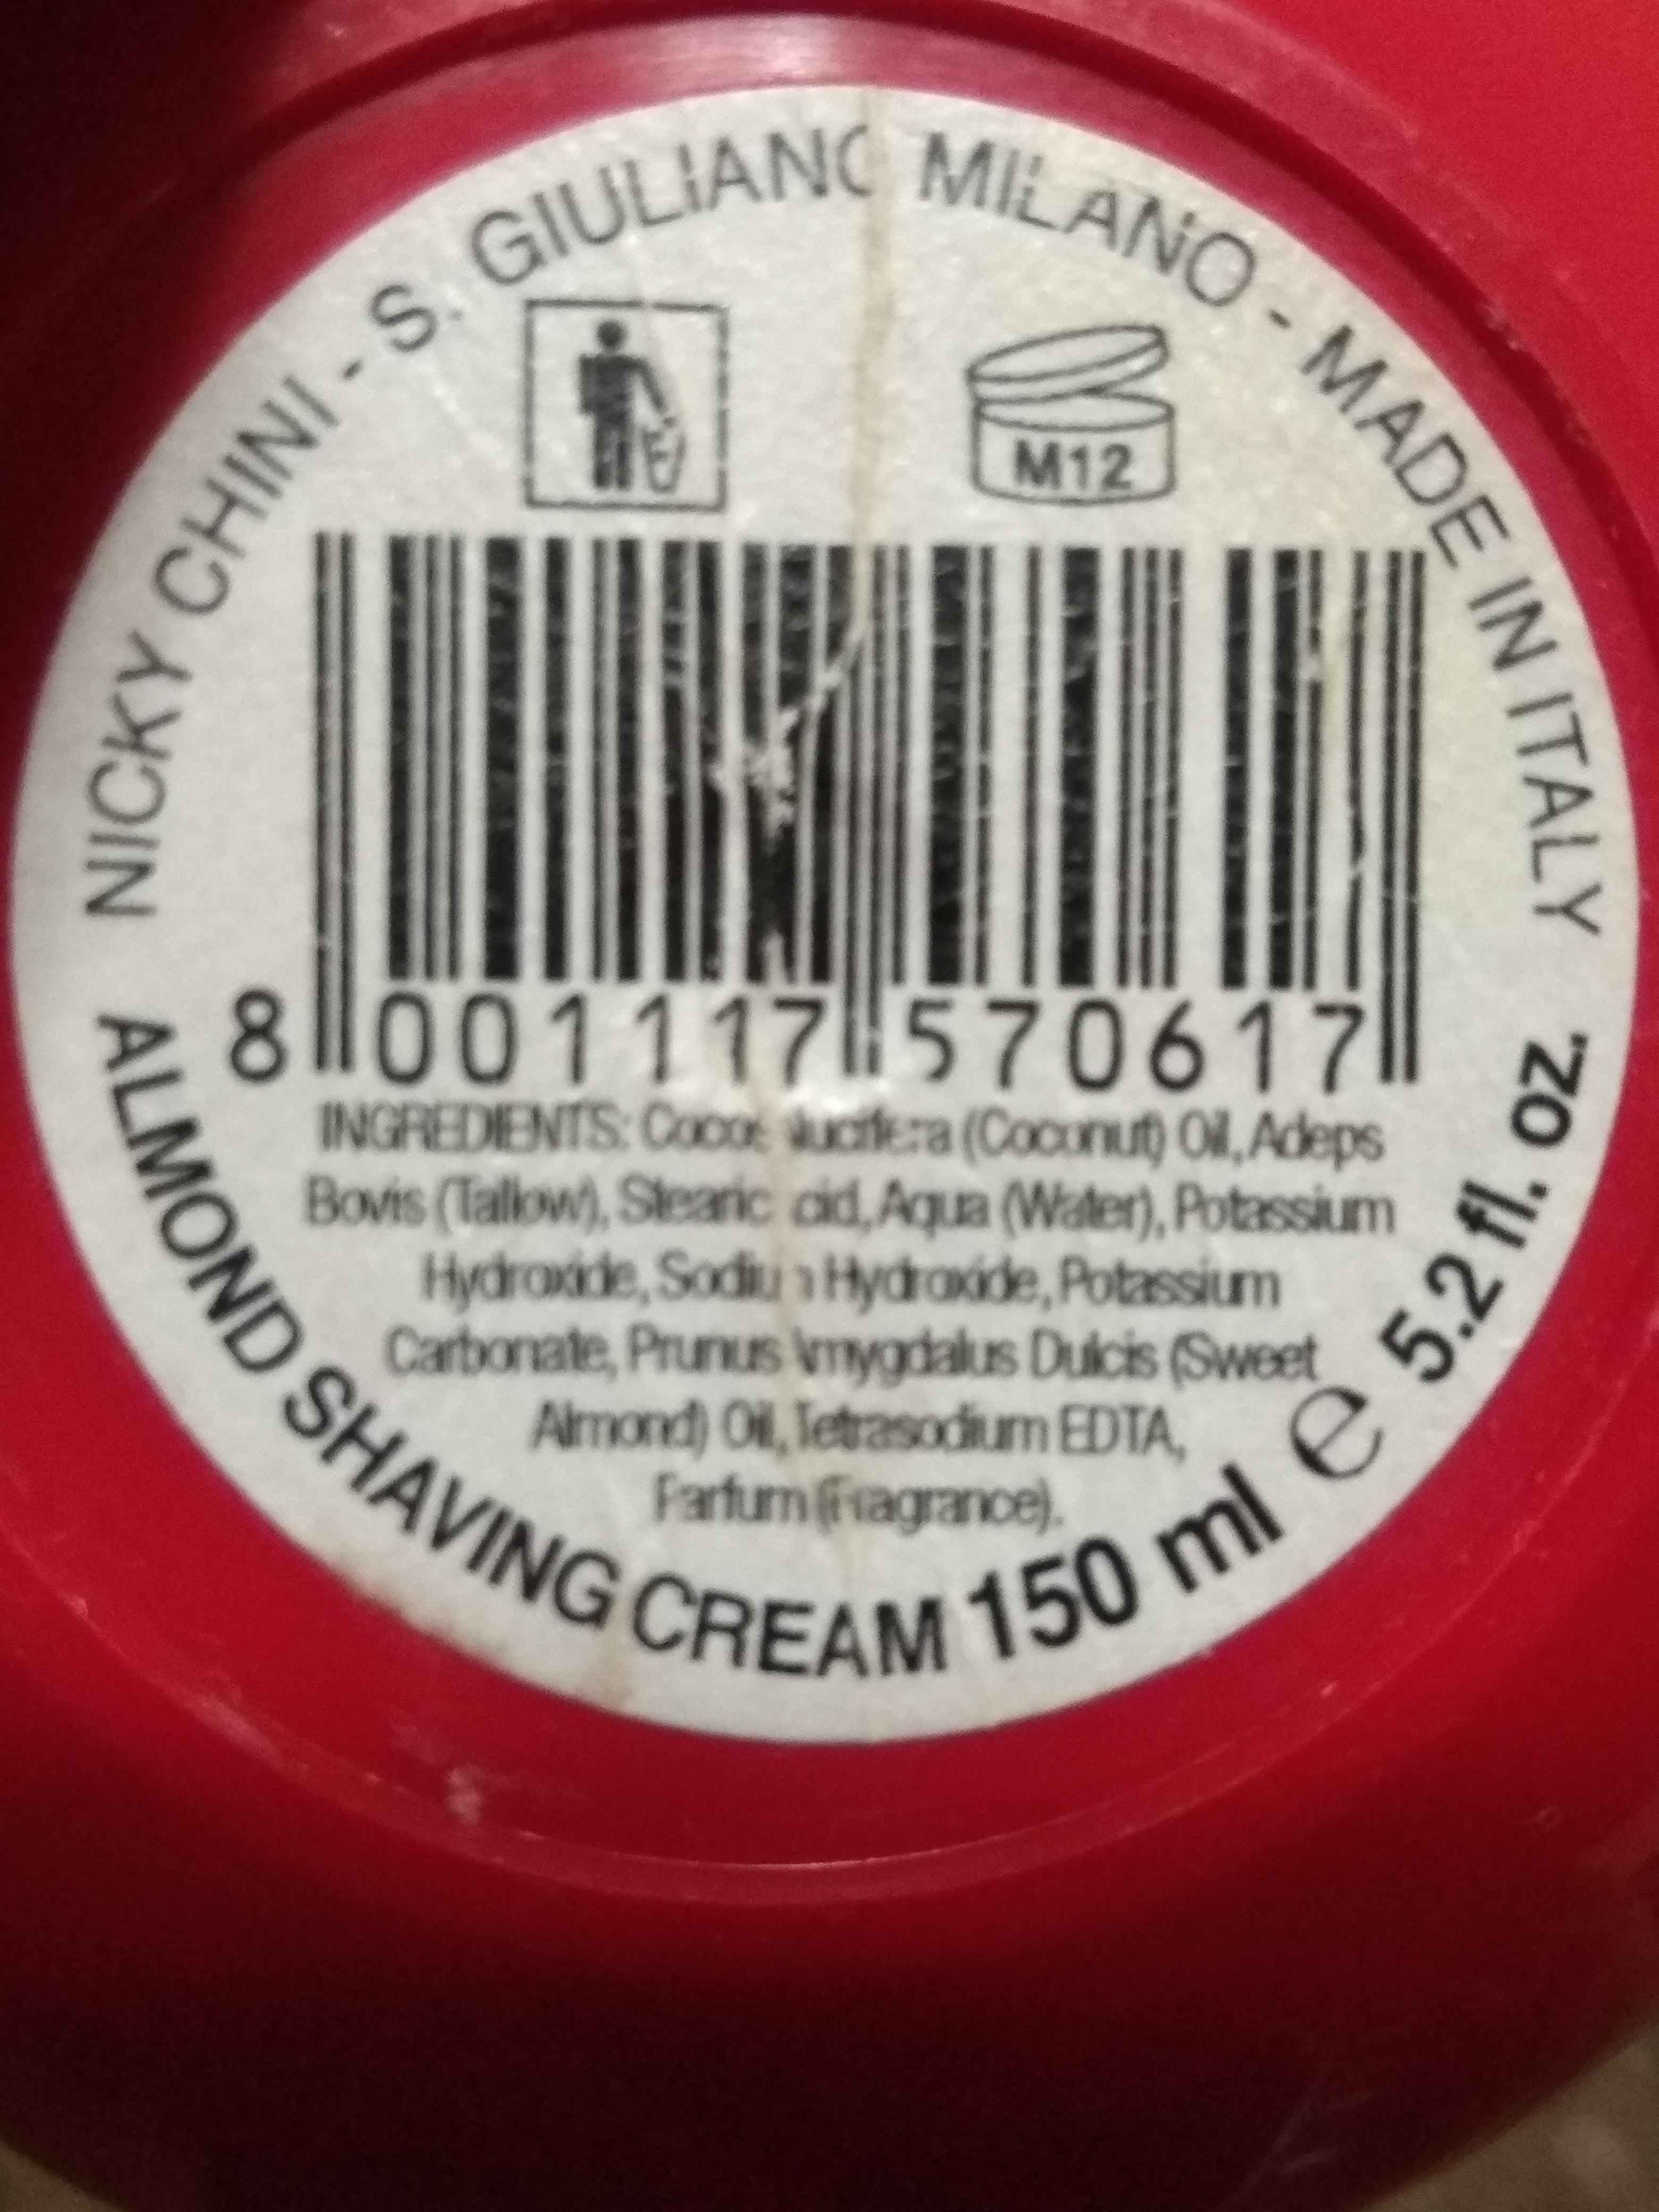 NICKY CHINI - S. GIULIANO MILANO - MADE IN ITALY
M12
8 001117 570617
INGREDIENTS: Cocos Nucifera (Coconut) Oil, Adeps
Bovis (Tallow), Stearic Acid, Aqua (Water), Potassium
Hydroxide, Sodium Hydroxide, Potassium
Carbonate, Prunus Amygdalus Dulcis (Sweet
Almond) Oil, Tetrasodium EDTA,
Parfum (Fragrance).
ALMOND SHAVING CREAM 150 ml e 5.2 fl. oz.